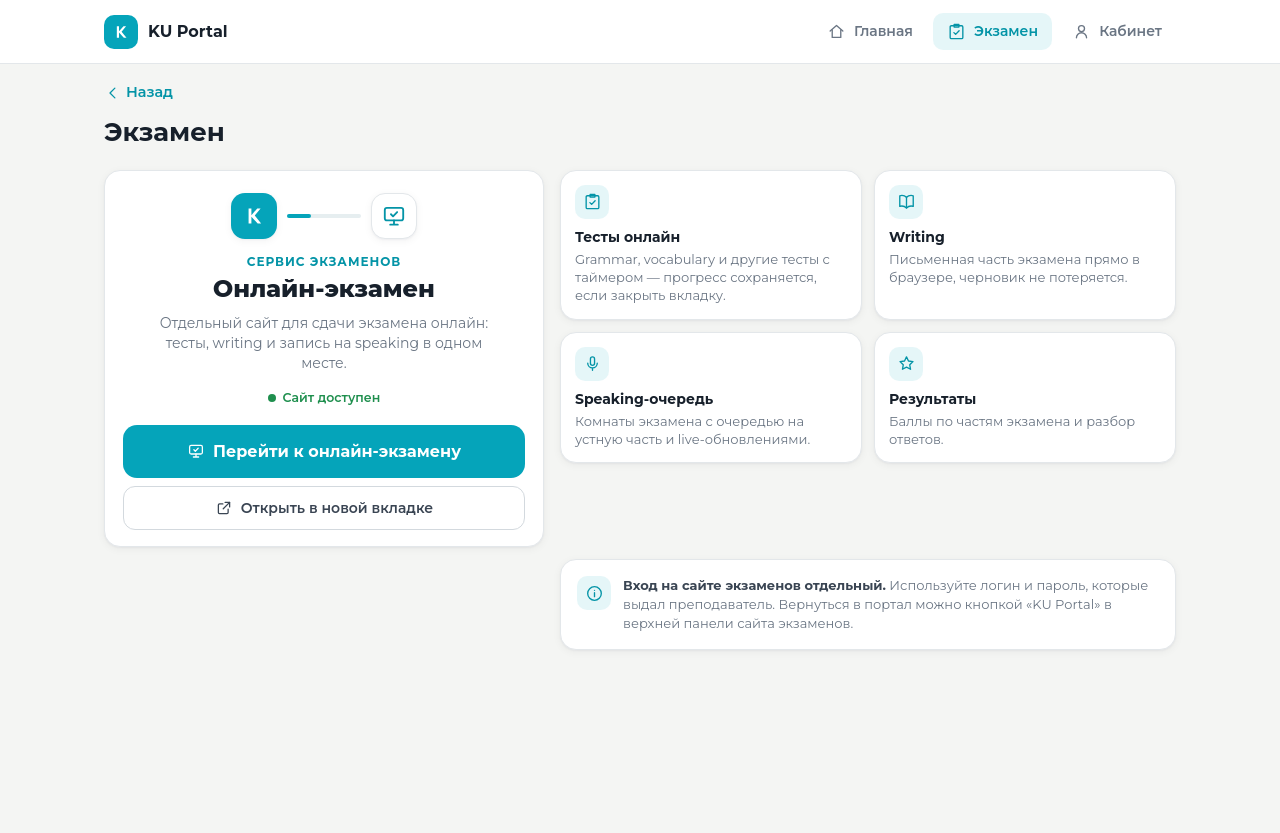 K
KU Portal
Главная
Экзамен
Кабинет
Назад
Экзамен
K
СЕРВИС ЭКЗАМЕНОВ
Онлайн-экзамен
Отдельный сайт для сдачи экзамена онлайн:
тесты, writing и запись на speaking в одном
месте.
Сайт доступен
Перейти к онлайн-экзамену
Открыть в новой вкладке
Тесты онлайн
Grammar, vocabulary и другие тесты с
таймером — прогресс сохраняется,
если закрыть вкладку.
Writing
Письменная часть экзамена прямо в
браузере, черновик не потеряется.
Speaking-очередь
Комнаты экзамена с очередью на
устную часть и live-обновлениями.
Результаты
Баллы по частям экзамена и разбор
ответов.
Вход на сайте экзаменов отдельный. Используйте логин и пароль, которые
выдал преподаватель. Вернуться в портал можно кнопкой «KU Portal» в
верхней панели сайта экзаменов.